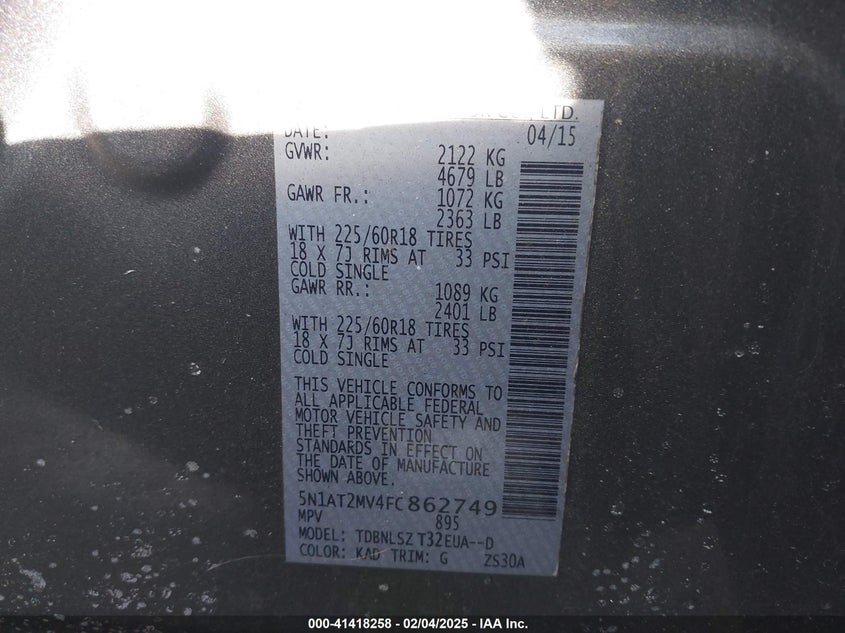 LTD.
DATE: 04/15
GVWR: 2122 KG
4679 LB
GAWR FR.: 1072 KG
2363 LB
WITH 225/60R18 TIRES
18 X 7J RIMS AT 33 PSI
COLD SINGLE
GAWR RR.: 1089 KG
2401 LB
WITH 225/60R18 TIRES
18 X 7J RIMS AT 33 PSI
COLD SINGLE
THIS VEHICLE CONFORMS TO
ALL APPLICABLE FEDERAL
MOTOR VEHICLE SAFETY AND
THEFT PREVENTION
STANDARDS IN EFFECT ON
THE DATE OF MANUFACTURE
SHOWN ABOVE.
5N1AT2MV4FC862749
MPV 895
MODEL: TDBNLSZ T32EUA--D
COLOR: KAD TRIM: G ZS30A
000-41418258 - 02/04/2025 - IAA Inc.